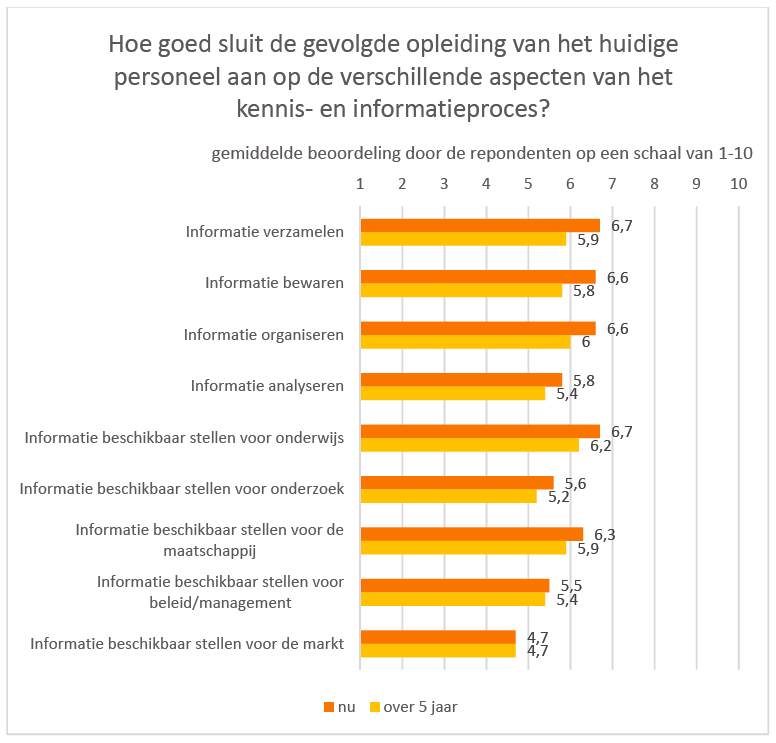 Hoe goed sluit de gevolgde opleiding van het huidige
personeel aan op de verschillende aspecten van het
kennis- en informatieproces?
gemiddelde beoordeling door de repondenten op een schaal van 1-10
1 2 3 4 5 6 7 8 9 10
Informatie verzamelen
6,7
5,9
Informatie bewaren
6,6
5,8
Informatie organiseren
6,6
6
Informatie analyseren
5,8
5,4
Informatie beschikbaar stellen voor onderwijs
6,7
6,2
Informatie beschikbaar stellen voor onderzoek
5,6
5,2
Informatie beschikbaar stellen voor de
maatschappij
6,3
5,9
Informatie beschikbaar stellen voor
beleid/management
5,5
5,4
Informatie beschikbaar stellen voor de markt
4,7
4,7
nu over 5 jaar